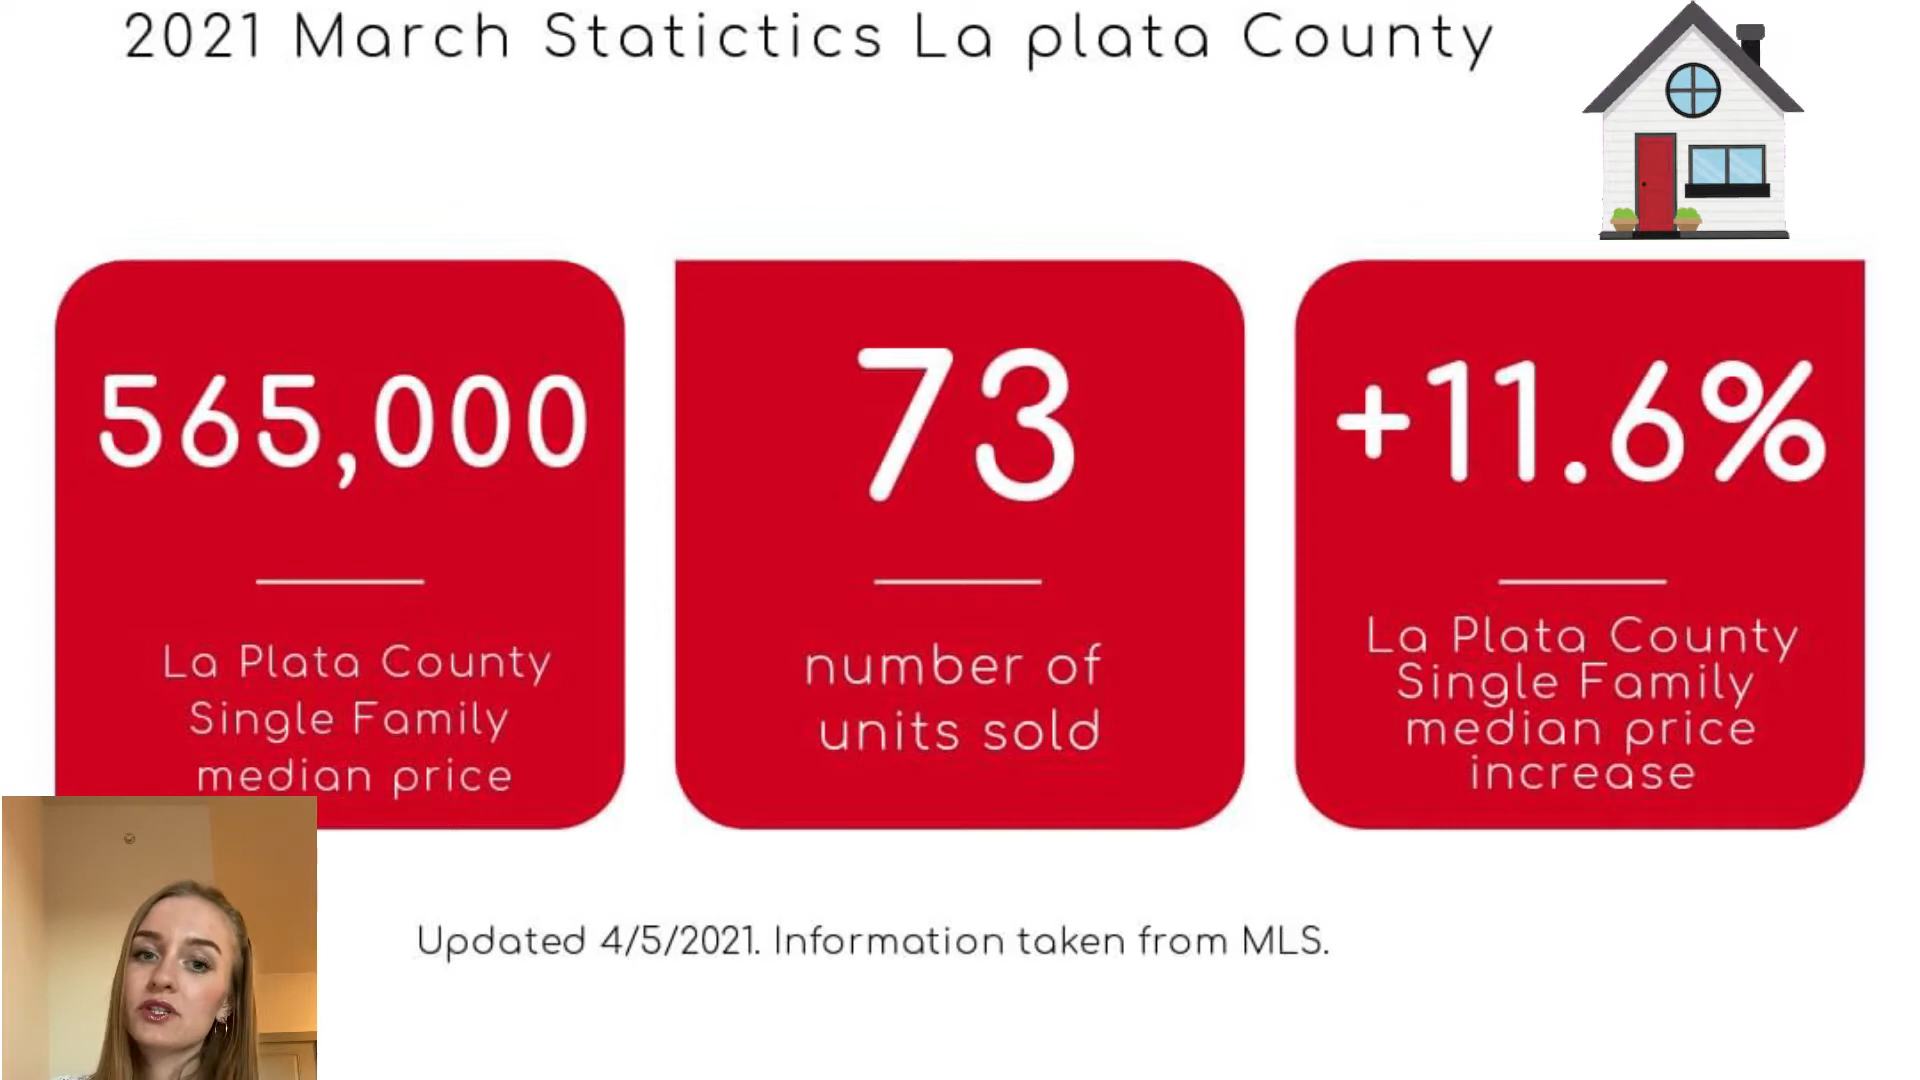 2021 March Statictics La plata County
565,000
La Plata County
Single Family
median price
73
number of
units sold
+11.6%
La Plata County
Single Family
median price
increase
Updated 4/5/2021. Information taken from MLS.